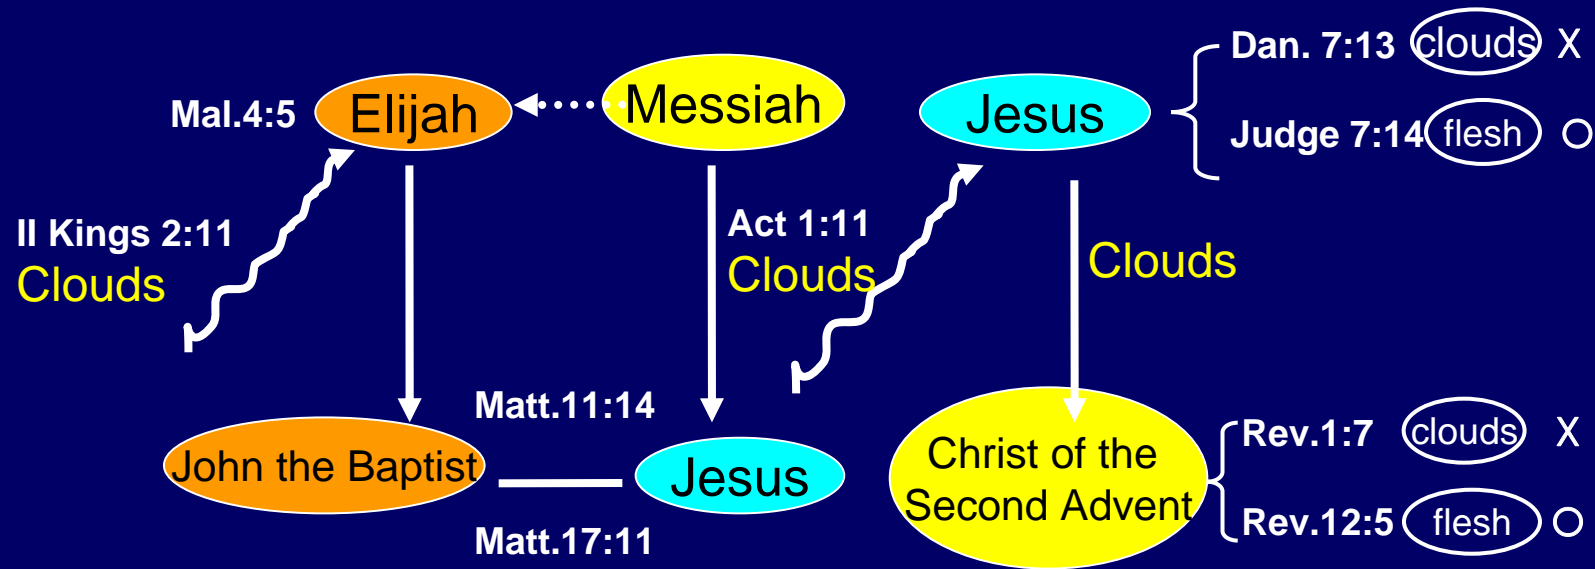 Mal.4:5
Elijah
Messiah
Jesus
Dan. 7:13 clouds X
Judge 7:14 flesh O
II Kings 2:11
Clouds
Act 1:11
Clouds
Clouds
Matt.11:14
John the Baptist
Jesus
Matt.17:11
Christ of the
Second Advent
Rev.1:7 clouds X
Rev.12:5 flesh O